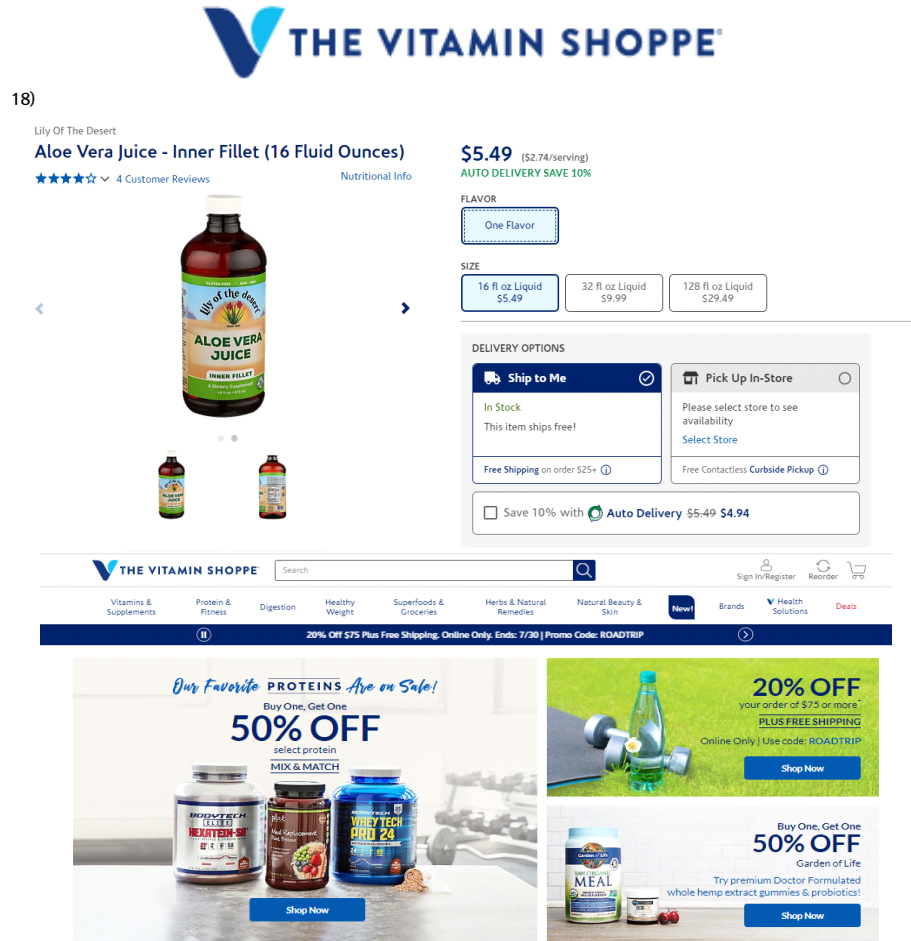 THE VITAMIN SHOPPE
18)
Lily Of The Desert
Aloe Vera Juice - Inner Fillet (16 Fluid Ounces)
4 Customer Reviews
Nutritional Info
Lily of the desert
ALOE VERA
JUICE
INNER FILLET
A Dietary Supplement
$5.49 ($2.74/serving)
AUTO DELIVERY SAVE 10%
FLAVOR
One Flavor
SIZE
16 fl oz Liquid
$5.49
32 fl oz Liquid
$9.99
128 fl oz Liquid
$29.49
DELIVERY OPTIONS
Ship to Me
In Stock
This item ships free!
Free Shipping on order $25+
Pick Up In-Store
Please select store to see
availability
Select Store
Free Contactless Curbside Pickup
Save 10% with Auto Delivery $5.49 $4.94
THE VITAMIN SHOPPE
Search
Sign In/Register
Reorder
Vitamins &
Supplements
Protein &
Fitness
Digestion
Healthy
Weight
Superfoods &
Groceries
Herbs & Natural
Remedies
Natural Beauty &
Skin
New!
Brands
Health
Solutions
Deals
20% Off $75 Plus Free Shipping. Online Only. Ends: 7/30 | Promo Code: ROADTRIP
Our Favorite PROTEINS Are on Sale!
Buy One, Get One
50% OFF
select protein
MIX & MATCH
BODYTECH
ELITE
HEXATEIN-SR
plnt
Meal Replacement
BODYTECH
WHEY TECH
PRO 24
Shop Now
20% OFF
your order of $75 or more*
PLUS FREE SHIPPING
Online Only | Use code: ROADTRIP
Shop Now
Garden of Life
RAW ORGANIC
MEAL
Buy One, Get One
50% OFF
Garden of Life
Try premium Doctor Formulated
whole hemp extract gummies & probiotics!
Shop Now